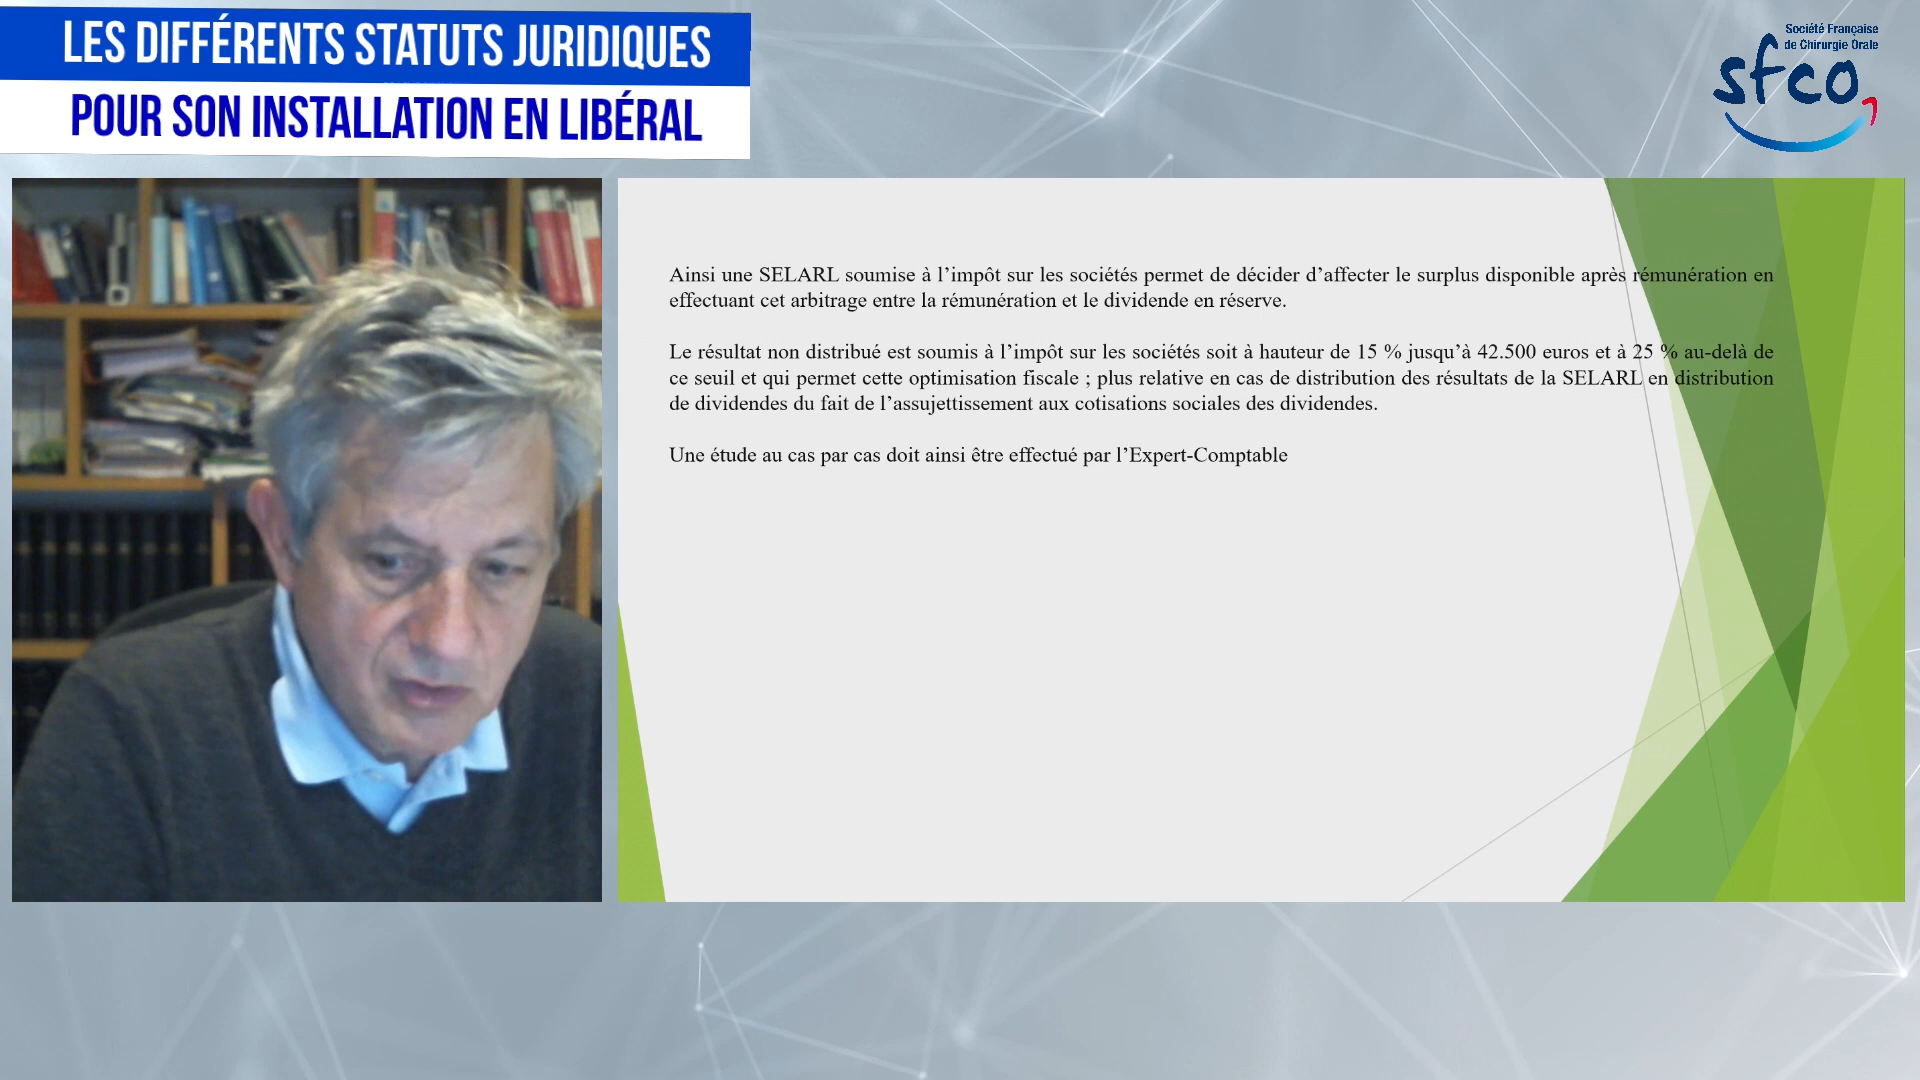 LES DIFFÉRENTS STATUTS JURIDIQUES
POUR SON INSTALLATION EN LIBÉRAL
Société Française
de Chirurgie Orale
sfco
Ainsi une SELARL soumise à l’impôt sur les sociétés permet de décider d’affecter le surplus disponible après rémunération en
effectuant cet arbitrage entre la rémunération et le dividende en réserve.
Le résultat non distribué est soumis à l’impôt sur les sociétés soit à hauteur de 15 % jusqu’à 42.500 euros et à 25 % au-delà de
ce seuil et qui permet cette optimisation fiscale ; plus relative en cas de distribution des résultats de la SELARL en distribution
de dividendes du fait de l’assujettissement aux cotisations sociales des dividendes.
Une étude au cas par cas doit ainsi être effectué par l’Expert-Comptable